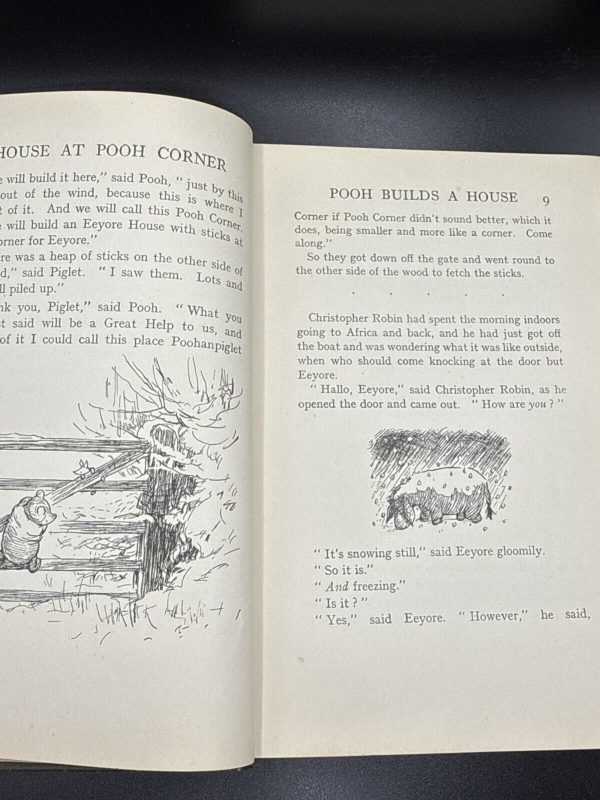 HOUSE AT POOH CORNER
e will build it here," said Pooh, "just by this
out of the wind, because this is where I
t of it. And we will call this Pooh Corner.
e will build an Eeyore House with sticks at
orner for Eeyore."
ere was a heap of sticks on the other side of
d," said Piglet. "I saw them. Lots and
ll piled up."
nk you, Piglet," said Pooh. "What you
st said will be a Great Help to us, and
of it I could call this place Poohanpiglet
POOH BUILDS A HOUSE 9
Corner if Pooh Corner didn't sound better, which it
does, being smaller and more like a corner. Come
along."
So they got down off the gate and went round to
the other side of the wood to fetch the sticks.
Christopher Robin had spent the morning indoors
going to Africa and back, and he had just got off
the boat and was wondering what it was like outside,
when who should come knocking at the door but
Eeyore.
"Hallo, Eeyore," said Christopher Robin, as he
opened the door and came out. "How are you?"
"It's snowing still," said Eeyore gloomily.
"So it is."
"And freezing."
"Is it?"
"Yes," said Eeyore. "However," he said,